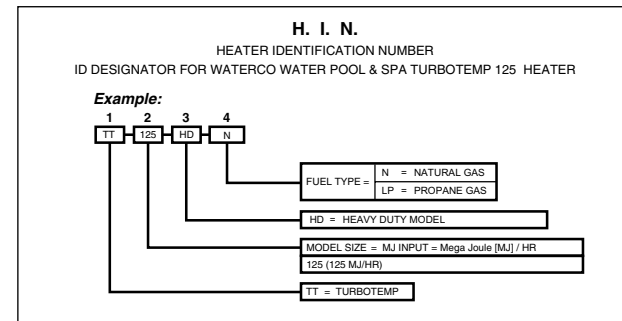 H. I. N.
HEATER IDENTIFICATION NUMBER
ID DESIGNATOR FOR WATERCO WATER POOL & SPA TURBOTEMP 125 HEATER
Example:
1 2 3 4
TT 125 HD N
FUEL TYPE = N = NATURAL GAS
LP = PROPANE GAS
HD = HEAVY DUTY MODEL
MODEL SIZE = MJ INPUT = Mega Joule [MJ] / HR
125 (125 MJ/HR)
TT = TURBOTEMP